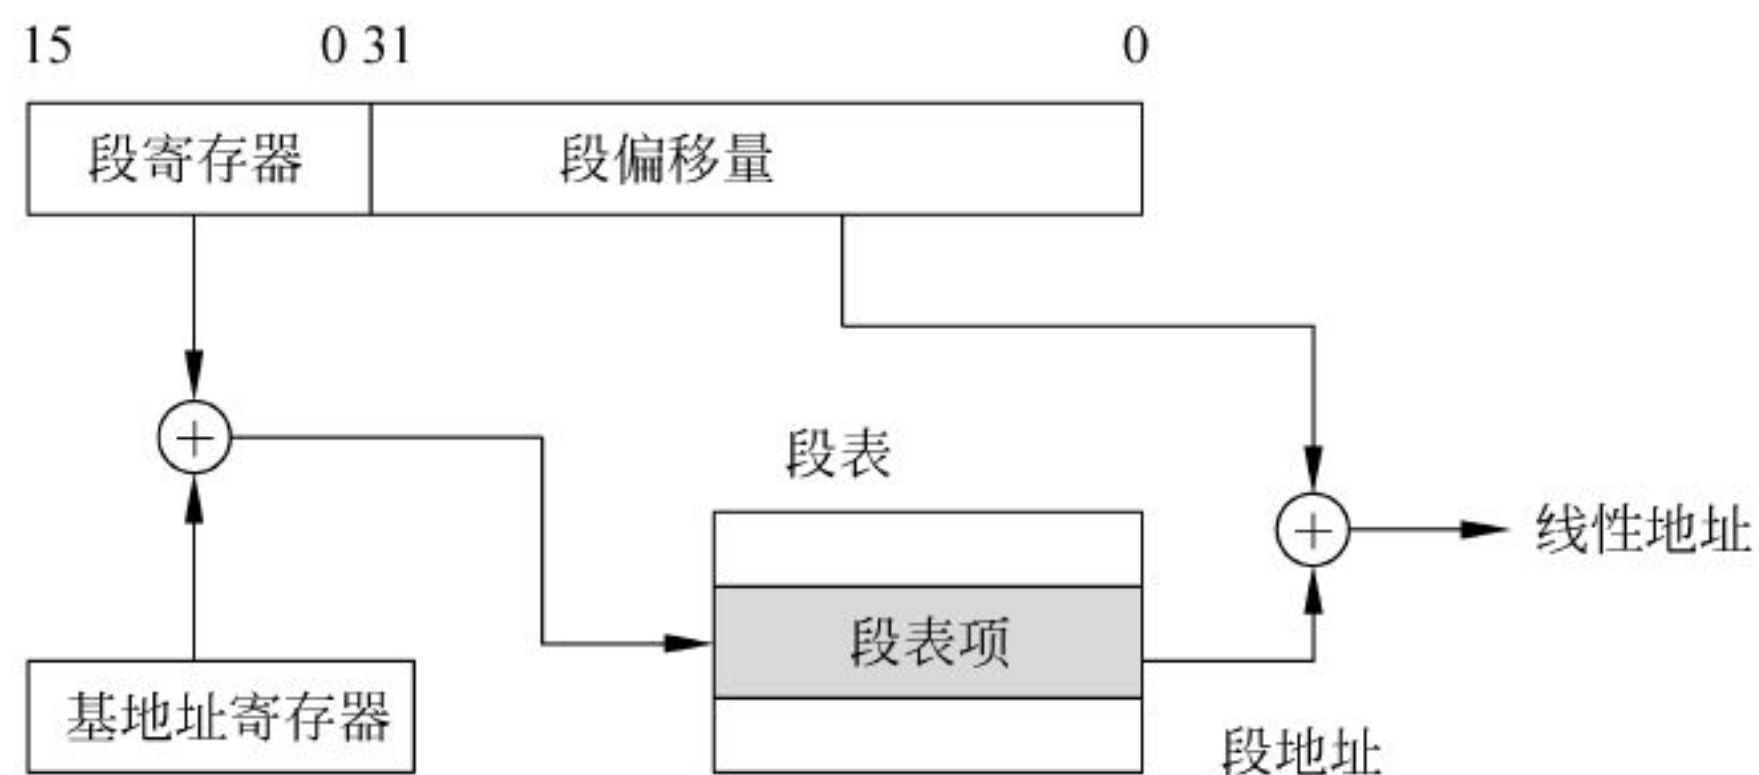 15 0 31 0
段寄存器 段偏移量
+
段表
+ 线性地址
段表项
基地址寄存器
段地址